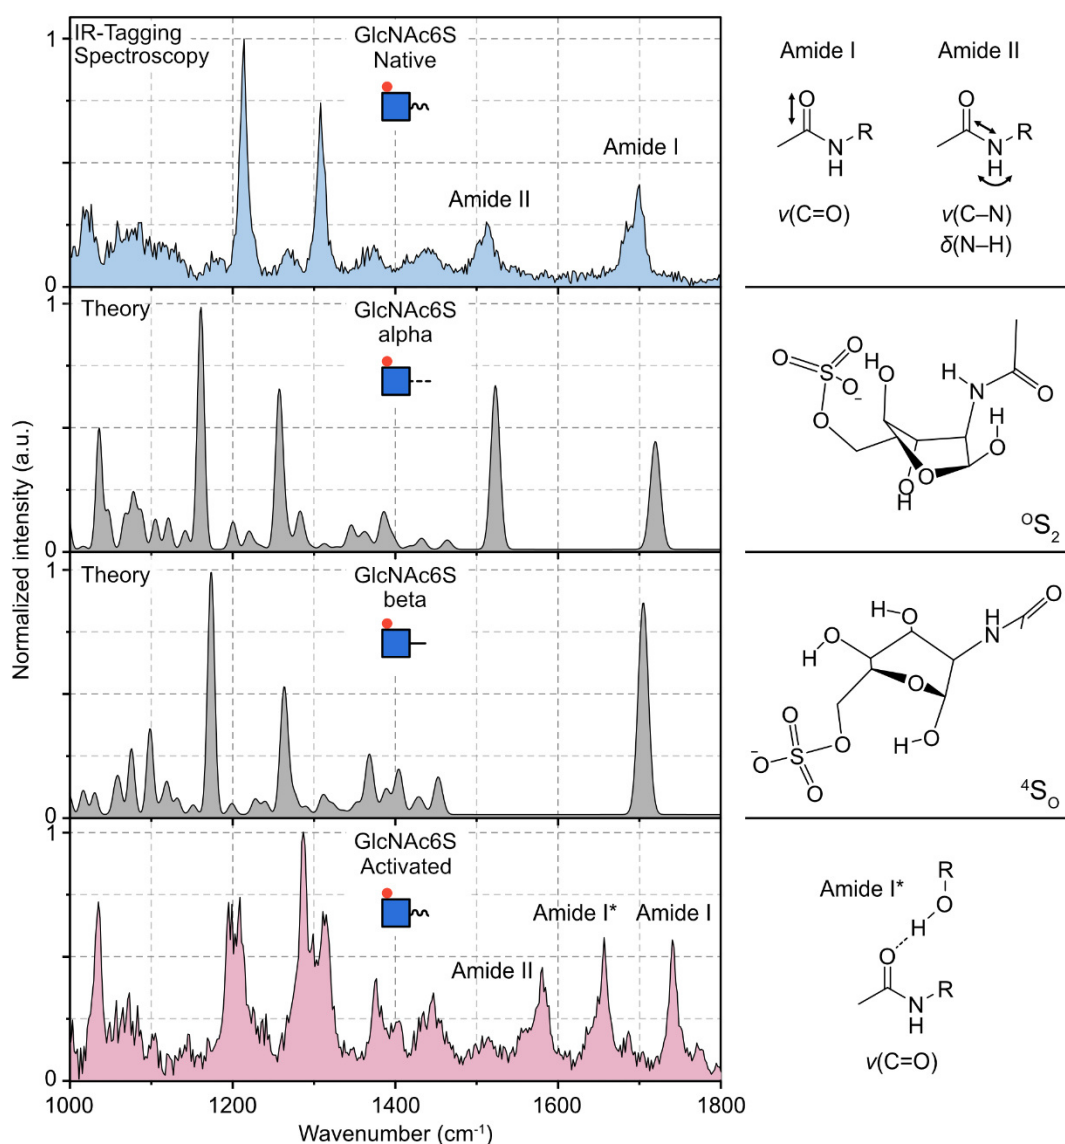 IR-Tagging
Spectroscopy
GlcNAc6S
Native
Amide II
Amide I
1
0
Theory
GlcNAc6S
alpha
1
0
Theory
GlcNAc6S
beta
1
0
GlcNAc6S
Activated
Amide II
Amide I*
Amide I
1
0
1000
1200
1400
1600
1800
Wavenumber (cm⁻¹)
Normalized intensity (a.u.)
Amide I
Amide II
O
N
H
R
O
N
H
R
ν(C=O)
ν(C–N)
δ(N–H)
O
O
S
O⁻
O
H
O
H
N
O
H
O
O
O
H
ᴼS₂
H
O
O
H
H
N
O
O
O
H
O
S
O
⁻O
O
⁴Sₒ
Amide I*
R
O
H
O
N
H
R
ν(C=O)